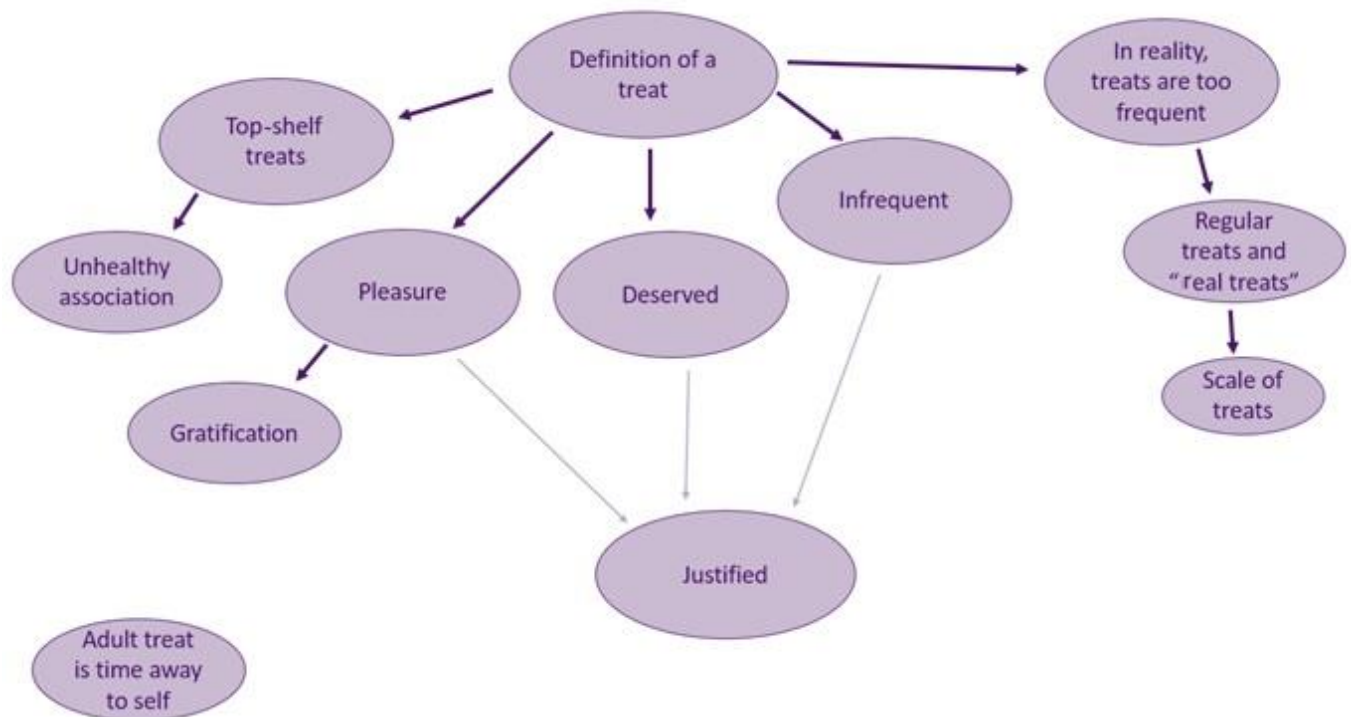 Definition of a
treat
In reality,
treats are too
frequent
Top-shelf
treats
Infrequent
Regular
treats and
“real treats”
Unhealthy
association
Pleasure
Deserved
Scale of
treats
Gratification
Justified
Adult treat
is time away
to self